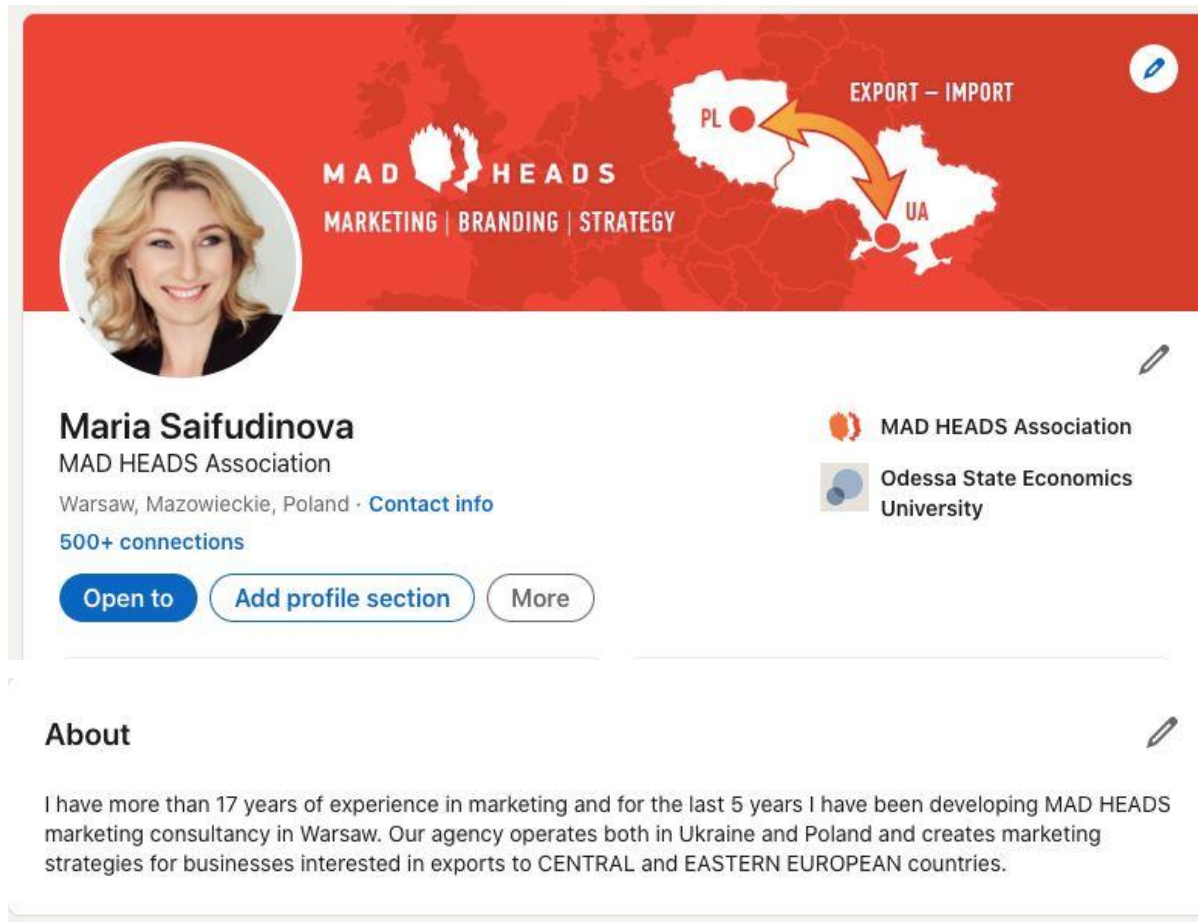 EXPORT – IMPORT
PL
MAD HEADS
MARKETING | BRANDING | STRATEGY
UA
Maria Saifudinova
MAD HEADS Association
Warsaw, Mazowieckie, Poland · Contact info
500+ connections
Open to
Add profile section
More
MAD HEADS Association
Odessa State Economics
University
About
I have more than 17 years of experience in marketing and for the last 5 years I have been developing MAD HEADS
marketing consultancy in Warsaw. Our agency operates both in Ukraine and Poland and creates marketing
strategies for businesses interested in exports to CENTRAL and EASTERN EUROPEAN countries.